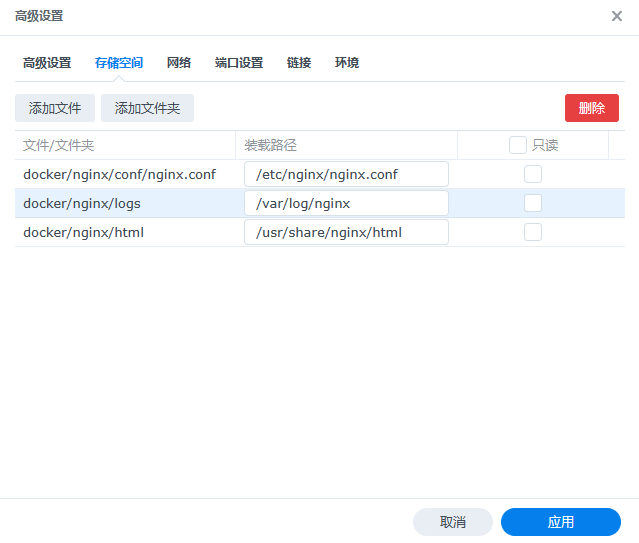 高级设置
高级设置 存储空间 网络 端口设置 链接 环境
添加文件 添加文件夹 删除
文件/文件夹 装载路径 只读
docker/nginx/conf/nginx.conf /etc/nginx/nginx.conf
docker/nginx/logs /var/log/nginx
docker/nginx/html /usr/share/nginx/html
取消 应用